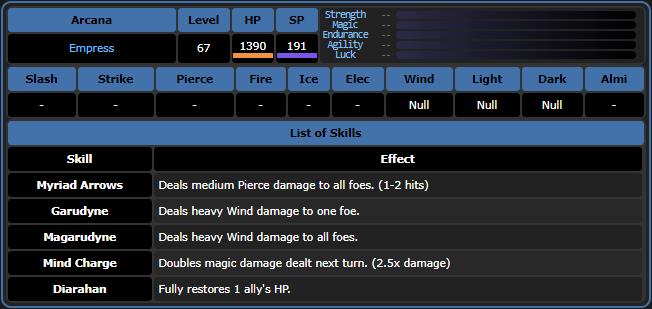 Arcana Level HP SP
Empress 67 1390 191
Strength --
Magic --
Endurance --
Agility --
Luck --
Slash Strike Pierce Fire Ice Elec Wind Light Dark Almi
- - - - - - Null Null Null -
List of Skills
Skill Effect
Myriad Arrows Deals medium Pierce damage to all foes. (1-2 hits)
Garudyne Deals heavy Wind damage to one foe.
Magarudyne Deals heavy Wind damage to all foes.
Mind Charge Doubles magic damage dealt next turn. (2.5x damage)
Diarahan Fully restores 1 ally's HP.